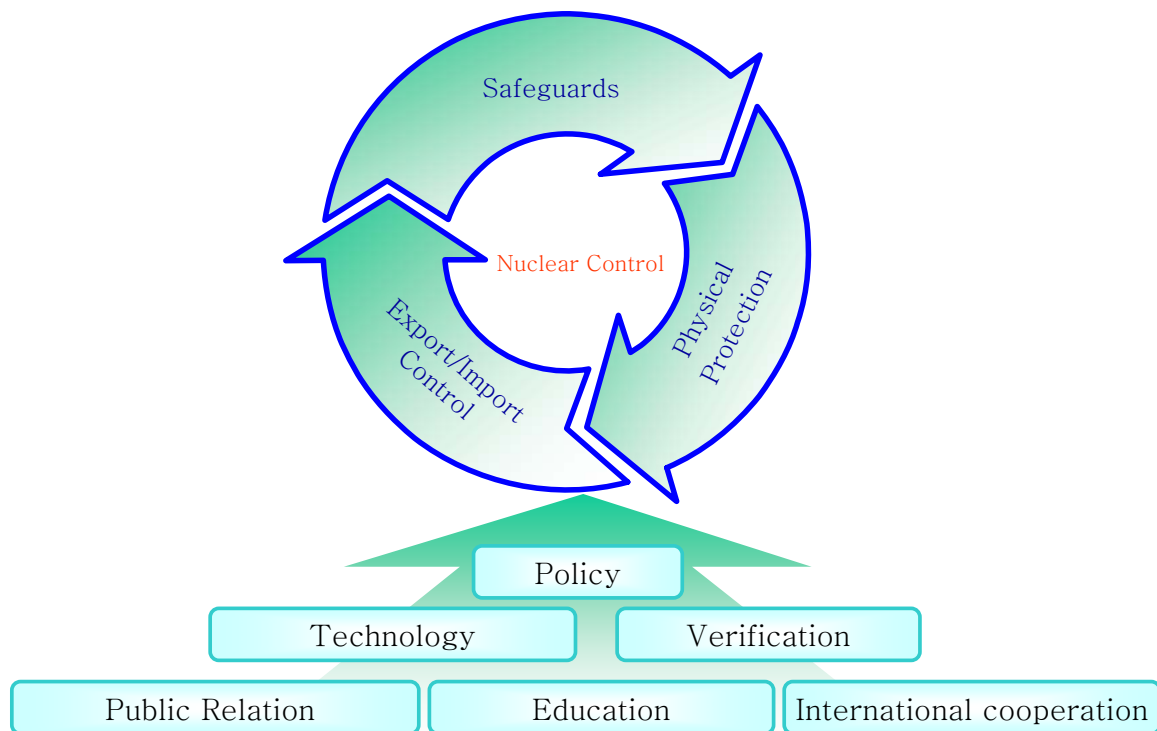 Safeguards
Nuclear Control
Physical
Protection
Export/Import
Control
Policy
Technology
Verification
Public Relation
Education
International cooperation